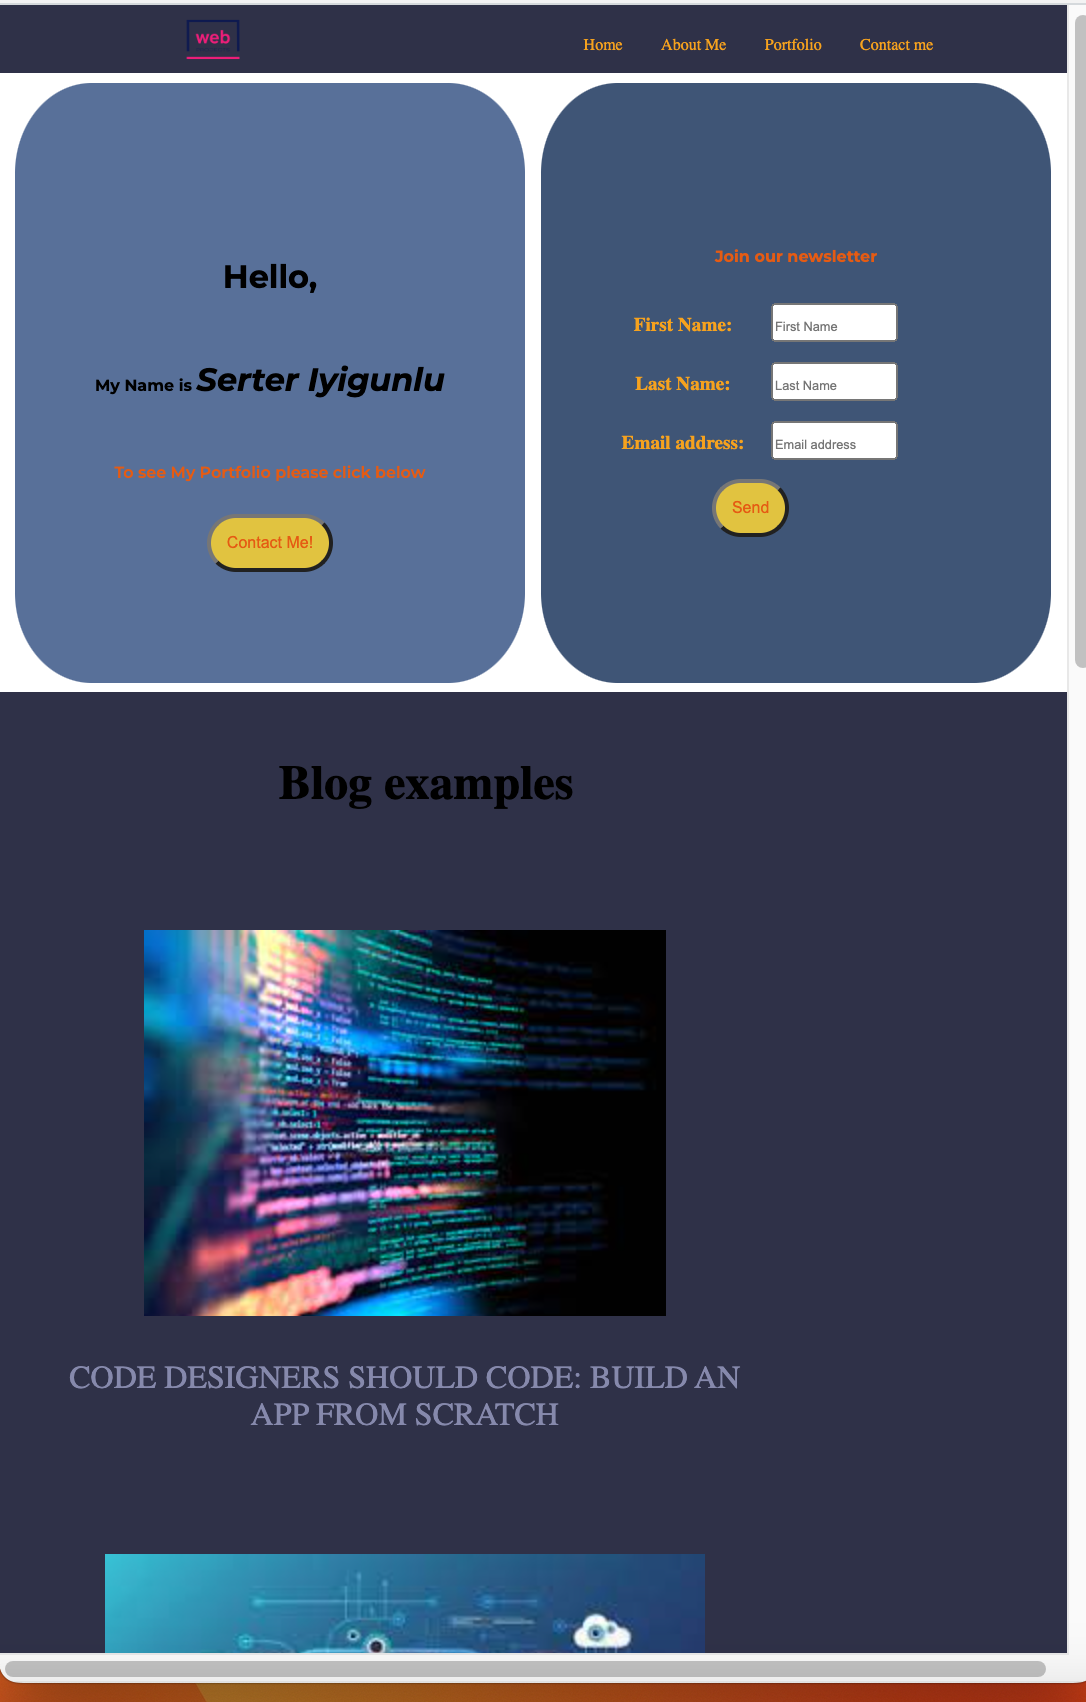 web
Home About Me Portfolio Contact me
Hello,
My Name is Serter Iyigunlu
To see My Portfolio please click below
Contact Me!
Join our newsletter
First Name: First Name
Last Name: Last Name
Email address: Email address
Send
Blog examples
CODE DESIGNERS SHOULD CODE: BUILD AN
APP FROM SCRATCH